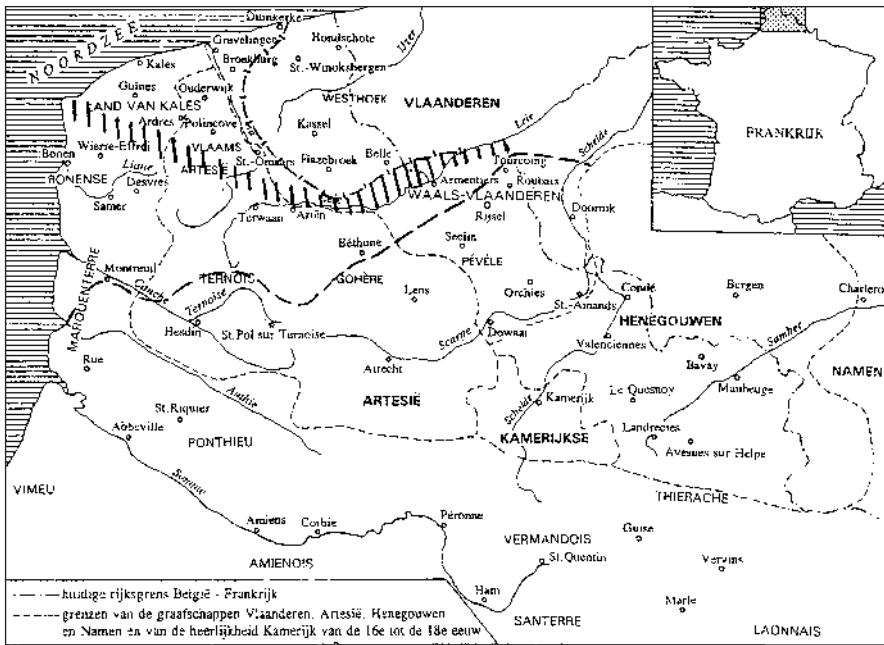 NOORDZEE
Duinkerke
Gravelingen
Hondschote
IJzer
Kales
Broekburg
St.-Winoksbergen
Guînes
Ouderwijk
WESTHOEK
VLAANDEREN
LAND VAN KALES
Ardres
Polincove
Kassel
Leie
Wierre-Effroi
VLAAMS
ARTESIË
St.-Omaars
Schelde
FRANKRIJK
Bonen
Liane
Hazebroek
Belle
Tourcoing
BONENSE
Desvres
Armentiers
Roubaix
WAALS-VLAANDEREN
Samer
Terwaan
Ariën
Rijsel
Doornik
Béthune
Seclin
PÉVÈLE
Montreuil
TERNOIS
GOHÈRE
MARQUENTERRE
Canche
Ternoise
Lens
Orchies
St.-Amands
Condé
Bergen
Charleroi
Hesdin
St.Pol sur Ternoise
Scarpe
Dowaai
HENEGOUWEN
Valenciennes
Samber
Rue
Atrecht
Bavay
NAMEN
Authie
ARTESIË
Schelde
Kamerijk
Le Quesnoy
Maubeuge
St.Riquier
Abbeville
PONTHIEU
KAMERIJKSE
Landrecies
Avesnes sur Helpe
Somme
VIMEU
THIERACHE
Amiens
Corbie
Péronne
VERMANDOIS
Guise
AMIENOIS
St.Quentin
Vervins
Ham
Marle
SANTERRE
LAONNAIS
huidige rijksgrens België - Frankrijk
grenzen van de graafschappen Vlaanderen, Artesië, Henegouwen
en Namen en van de heerlijkheid Kamerijk van de 16e tot de 18e eeuw